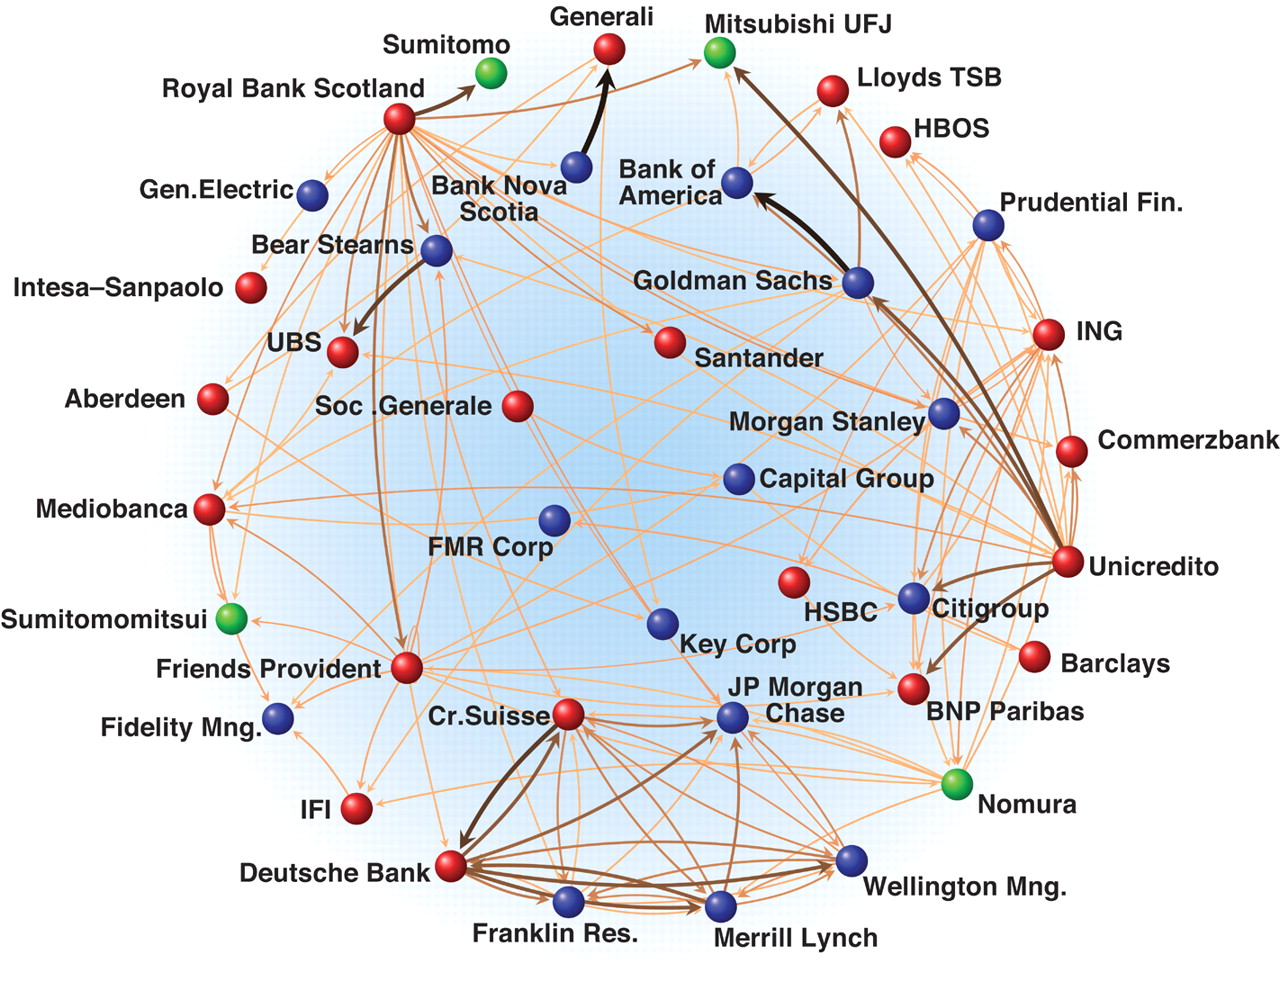 Generali
Mitsubishi UFJ
Sumitomo
Royal Bank Scotland
Lloyds TSB
HBOS
Gen.Electric
Bank Nova
Scotia
Bank of
America
Prudential Fin.
Bear Stearns
Goldman Sachs
Intesa–Sanpaolo
UBS
ING
Santander
Aberdeen
Soc .Generale
Morgan Stanley
Commerzbank
Capital Group
Mediobanca
FMR Corp
Unicredito
HSBC
Citigroup
Sumitomomitsui
Key Corp
Friends Provident
Barclays
JP Morgan
Chase
Cr.Suisse
BNP Paribas
Fidelity Mng.
IFI
Nomura
Deutsche Bank
Wellington Mng.
Franklin Res.
Merrill Lynch